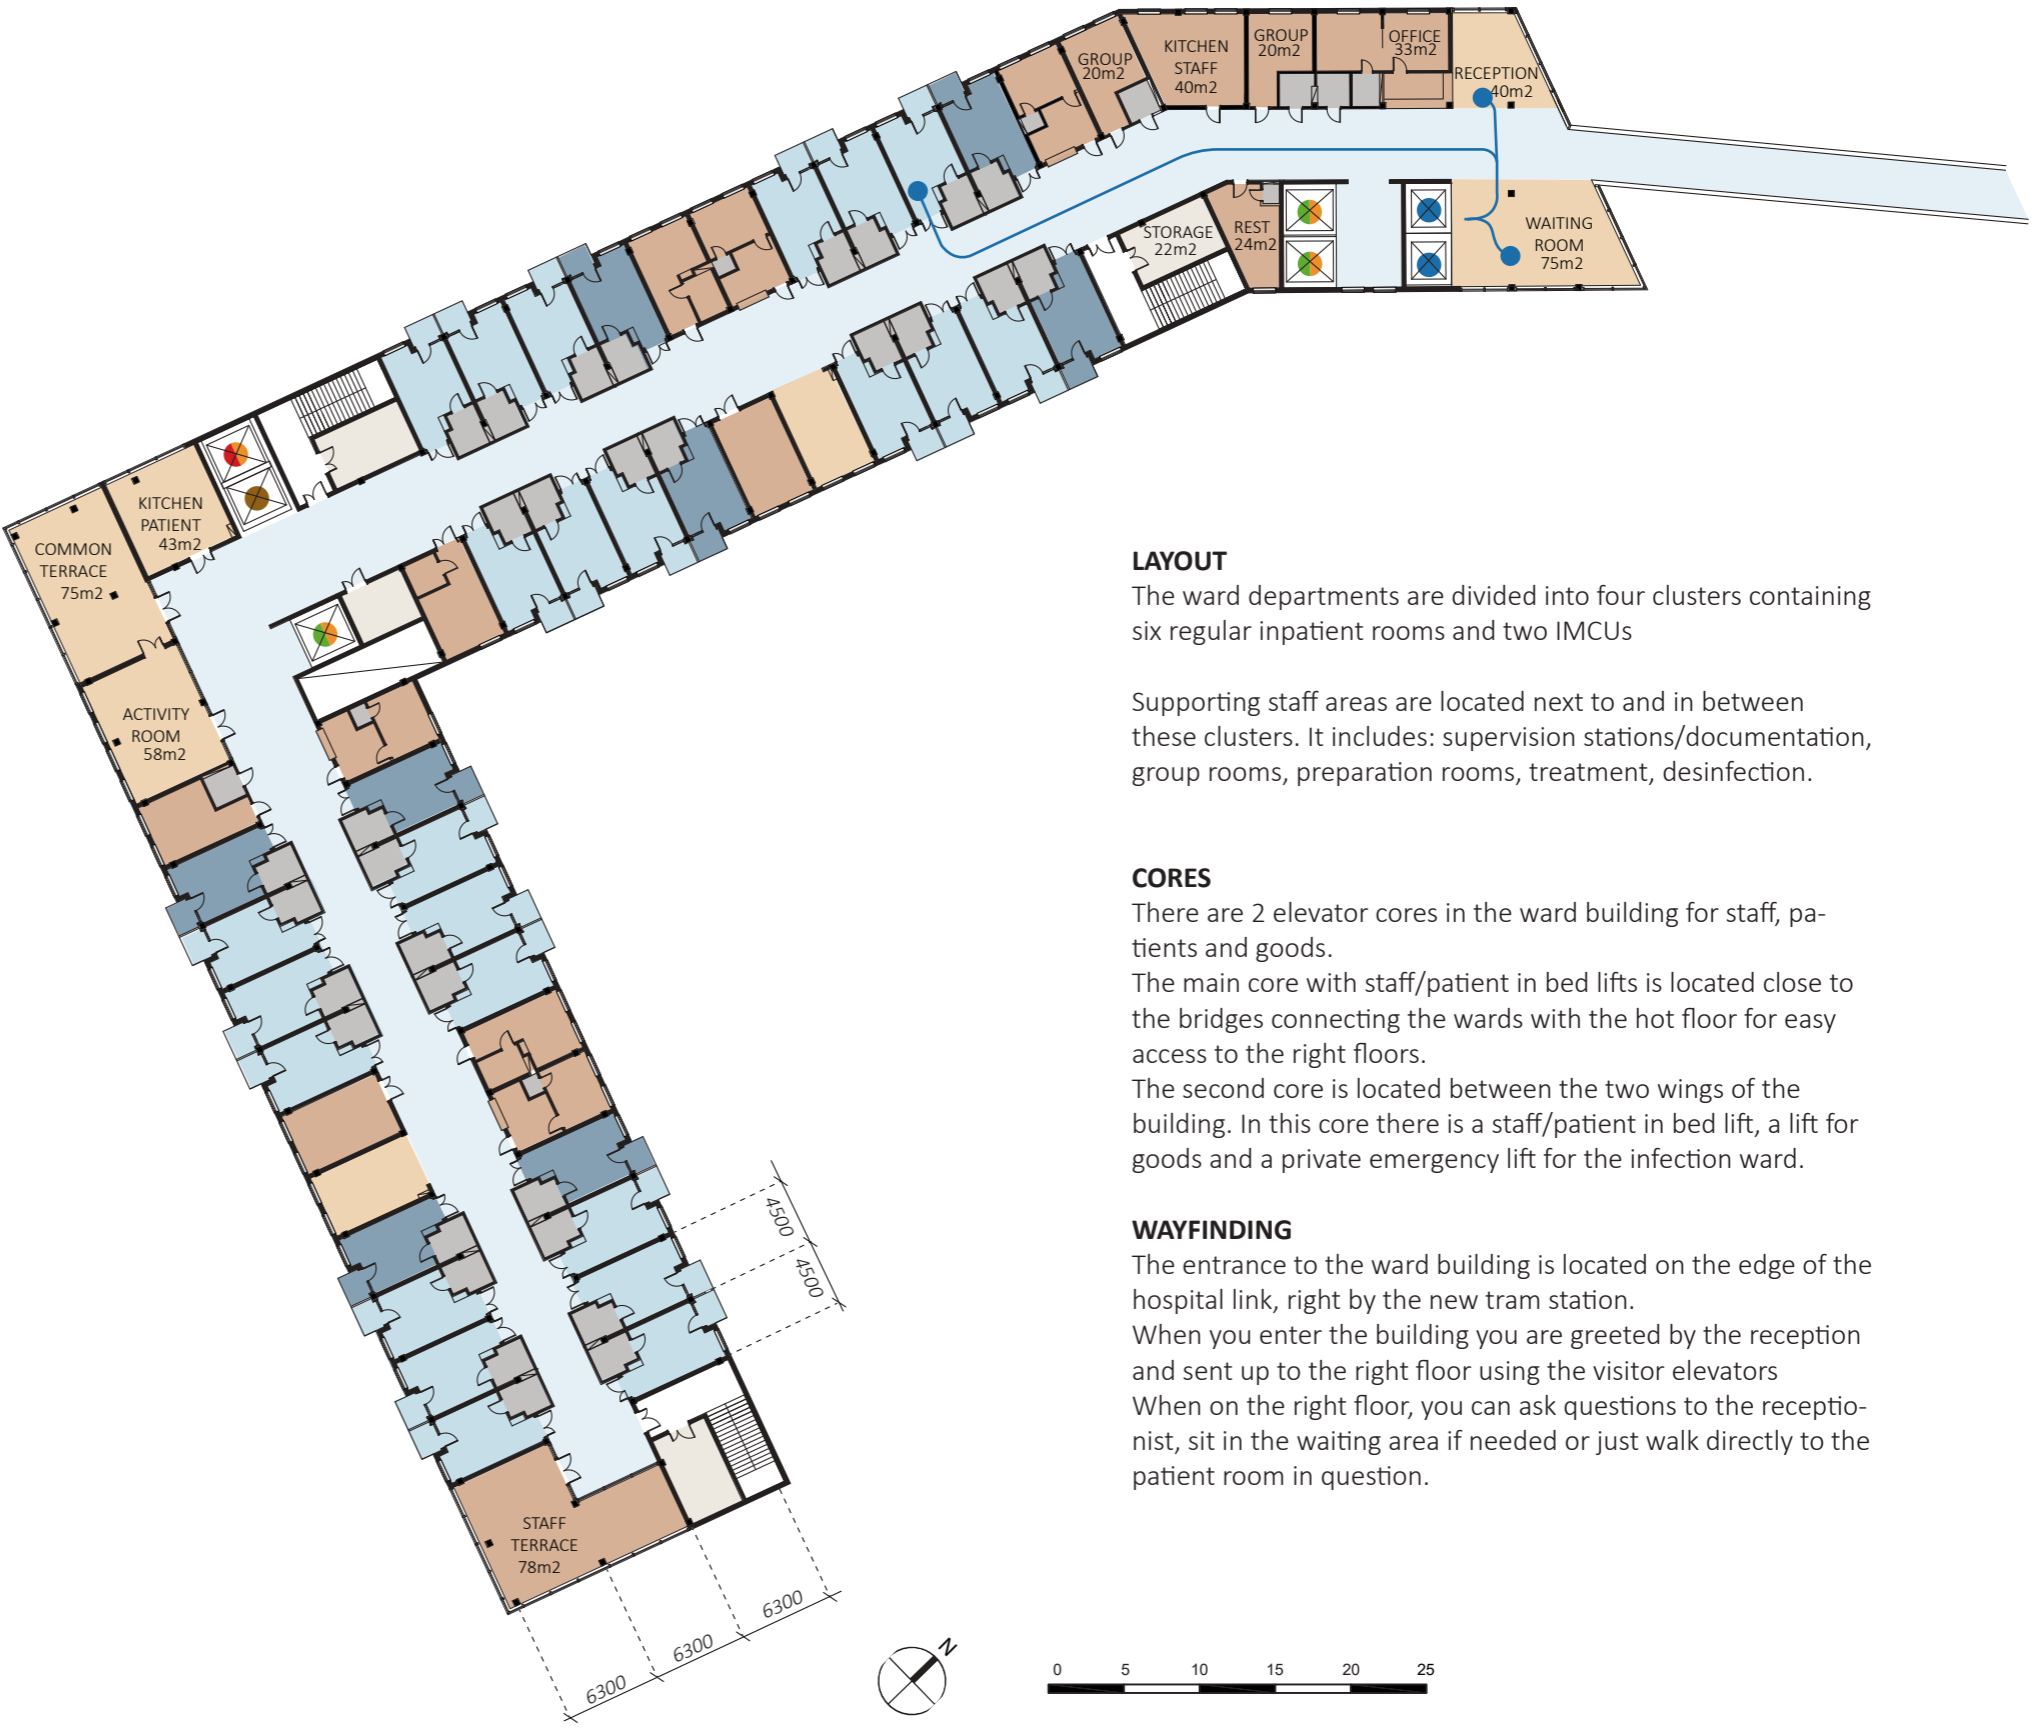 GROUP
20m2
KITCHEN
STAFF
40m2
GROUP
20m2
OFFICE
33m2
RECEPTION
40m2
STORAGE
22m2
REST
24m2
WAITING
ROOM
75m2
KITCHEN
PATIENT
43m2
COMMON
TERRACE
75m2
ACTIVITY
ROOM
58m2
LAYOUT
The ward departments are divided into four clusters containing
six regular inpatient rooms and two IMCUs
Supporting staff areas are located next to and in between
these clusters. It includes: supervision stations/documentation,
group rooms, preparation rooms, treatment, desinfection.
CORES
There are 2 elevator cores in the ward building for staff, pa-
tients and goods.
The main core with staff/patient in bed lifts is located close to
the bridges connecting the wards with the hot floor for easy
access to the right floors.
The second core is located between the two wings of the
building. In this core there is a staff/patient in bed lift, a lift for
goods and a private emergency lift for the infection ward.
WAYFINDING
The entrance to the ward building is located on the edge of the
hospital link, right by the new tram station.
When you enter the building you are greeted by the reception
and sent up to the right floor using the visitor elevators
When on the right floor, you can ask questions to the receptio-
nist, sit in the waiting area if needed or just walk directly to the
patient room in question.
4500
4500
STAFF
TERRACE
78m2
6300
6300
6300
N
0 5 10 15 20 25